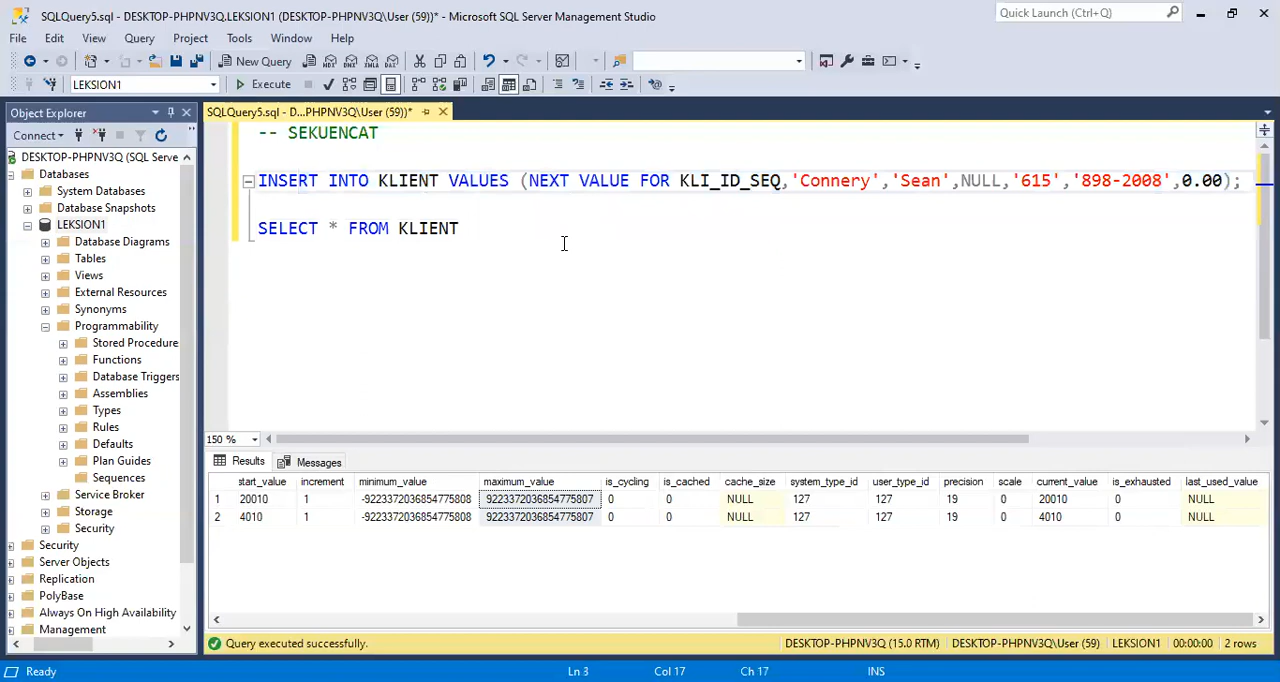 SQLQuery5.sql - DESKTOP-PHPNV3Q.LEKSION1 (DESKTOP-PHPNV3Q\User (59))* - Microsoft SQL Server Management Studio
Quick Launch (Ctrl+Q)
File Edit View Query Project Tools Window Help
New Query
LEKSION1 Execute
Object Explorer
SQLQuery5.sql - D...PHPNV3Q\User (59))*
Connect
DESKTOP-PHPNV3Q (SQL Serve
Databases
System Databases
Database Snapshots
LEKSION1
Database Diagrams
Tables
Views
External Resources
Synonyms
Programmability
Stored Procedure
Functions
Database Triggers
Assemblies
Types
Rules
Defaults
Plan Guides
Sequences
Service Broker
Storage
Security
Security
Server Objects
Replication
PolyBase
Always On High Availability
Management
-- SEKUENCAT
INSERT INTO KLIENT VALUES (NEXT VALUE FOR KLI_ID_SEQ,'Connery','Sean',NULL,'615','898-2008',0.00);
SELECT * FROM KLIENT
150 %
Results Messages
start_value increment minimum_value maximum_value is_cycling is_cached cache_size system_type_id user_type_id precision scale current_value is_exhausted last_used_value
1 20010 1 -9223372036854775808 9223372036854775807 0 0 NULL 127 127 19 0 20010 0 NULL
2 4010 1 -9223372036854775808 9223372036854775807 0 0 NULL 127 127 19 0 4010 0 NULL
Query executed successfully. DESKTOP-PHPNV3Q (15.0 RTM) DESKTOP-PHPNV3Q\User (59) LEKSION1 00:00:00 2 rows
Ready Ln 3 Col 17 Ch 17 INS